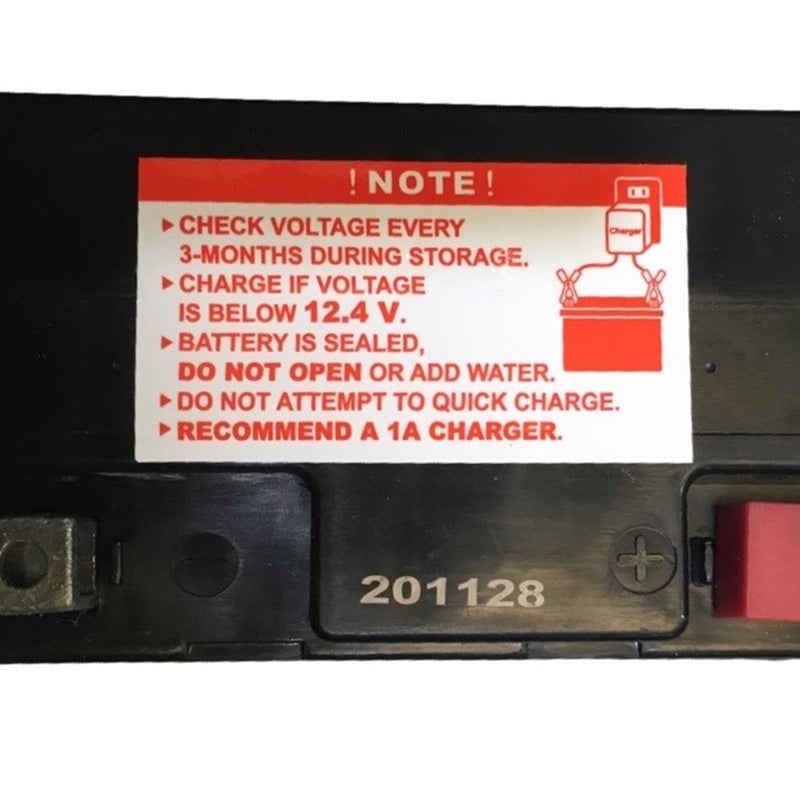 ! NOTE !
▸ CHECK VOLTAGE EVERY
3-MONTHS DURING STORAGE.
▸ CHARGE IF VOLTAGE
IS BELOW 12.4 V.
▸ BATTERY IS SEALED,
DO NOT OPEN OR ADD WATER.
▸ DO NOT ATTEMPT TO QUICK CHARGE.
▸ RECOMMEND A 1A CHARGER.
Charger
− +
201128